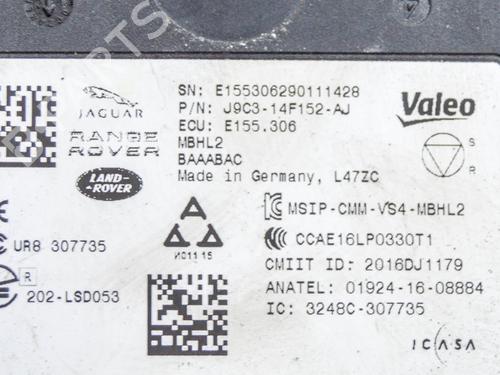 SN: E155306290111428
P/N: J9C3-14F152-AJ
ECU: E155.306
MBHL2
BAAABAC
Made in Germany, L47ZC
JAGUAR
RANGE
ROVER
LAND-
ROVER
Valeo
S
R
MSIP-CMM-VS4-MBHL2
CCAE16LP0330T1
CMIIT ID: 2016DJ1179
ANATEL: 01924-16-08884
IC: 3248C-307735
UR8 307735
R
202-LSD053
И011 15
ICASA